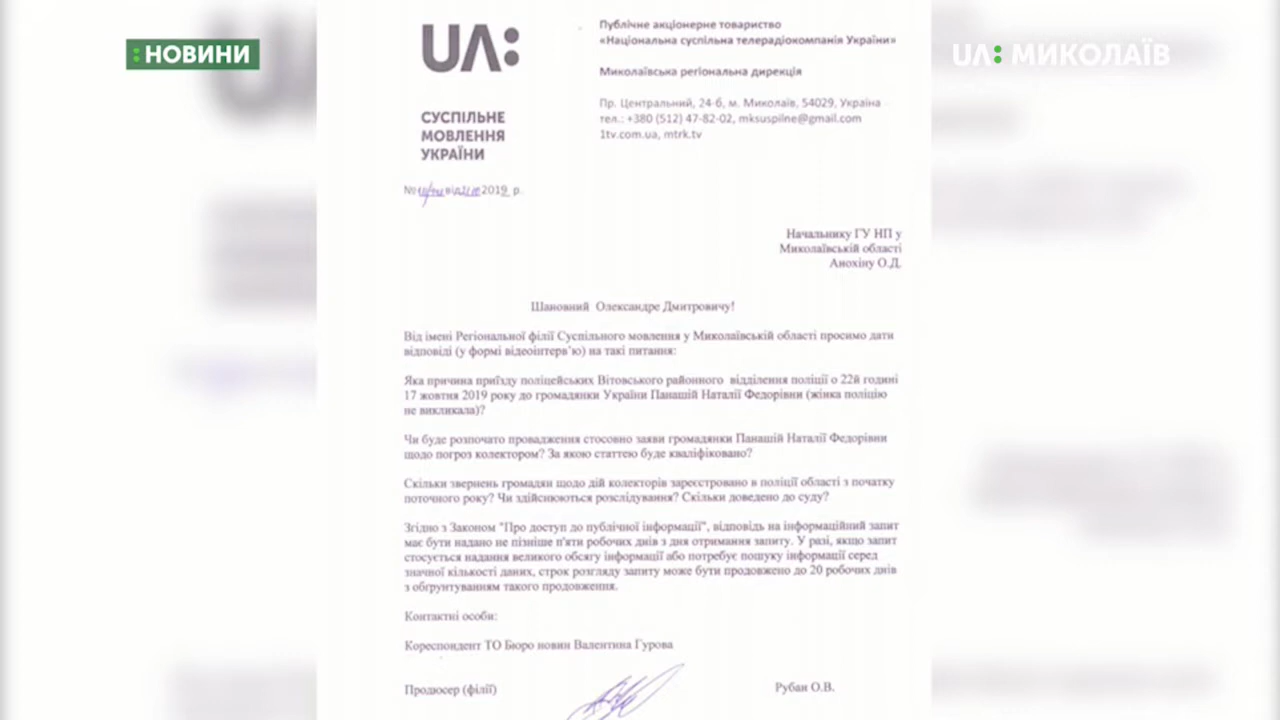 :НОВИНИ
UA: МИКОЛАЇВ
UA:
СУСПІЛЬНЕ
МОВЛЕННЯ
УКРАЇНИ
Публічне акціонерне товариство
«Національна суспільна телерадіокомпанія України»
Миколаївська регіональна дирекція
Пр. Центральний, 24-б, м. Миколаїв, 54029, Україна
тел.: +380 (512) 47-82-02, mksuspilne@gmail.com
1tv.com.ua, mtrk.tv
№ від 2019 р.
Начальнику ГУ НП у
Миколаївській області
Анохіну О.Д.
Шановний Олександре Дмитровичу!
Від імені Регіональної філії Суспільного мовлення у Миколаївській області просимо дати
відповіді (у формі відеоінтерв'ю) на такі питання:
Яка причина приїзду поліцейських Вітовського районного відділення поліції о 22й годині
17 жовтня 2019 року до громадянки України Панашій Наталії Федорівни (жінка поліцію
не викликала)?
Чи буде розпочато провадження стосовно заяви громадянки Панашій Наталії Федорівни
щодо погроз колектором? За якою статтею буде кваліфіковано?
Скільки звернень громадян щодо дій колекторів зареєстровано в поліції області з початку
поточного року? Чи здійснюються розслідування? Скільки доведено до суду?
Згідно з Законом "Про доступ до публічної інформації", відповідь на інформаційний запит
має бути надано не пізніше п'яти робочих днів з дня отримання запиту. У разі, якщо запит
стосується надання великого обсягу інформації або потребує пошуку інформації серед
значної кількості даних, строк розгляду запиту може бути продовжено до 20 робочих днів
з обґрунтуванням такого продовження.
Контактні особи:
Кореспондент ТО Бюро новин Валентина Гурова
Продюсер (філії)
Рубан О.В.